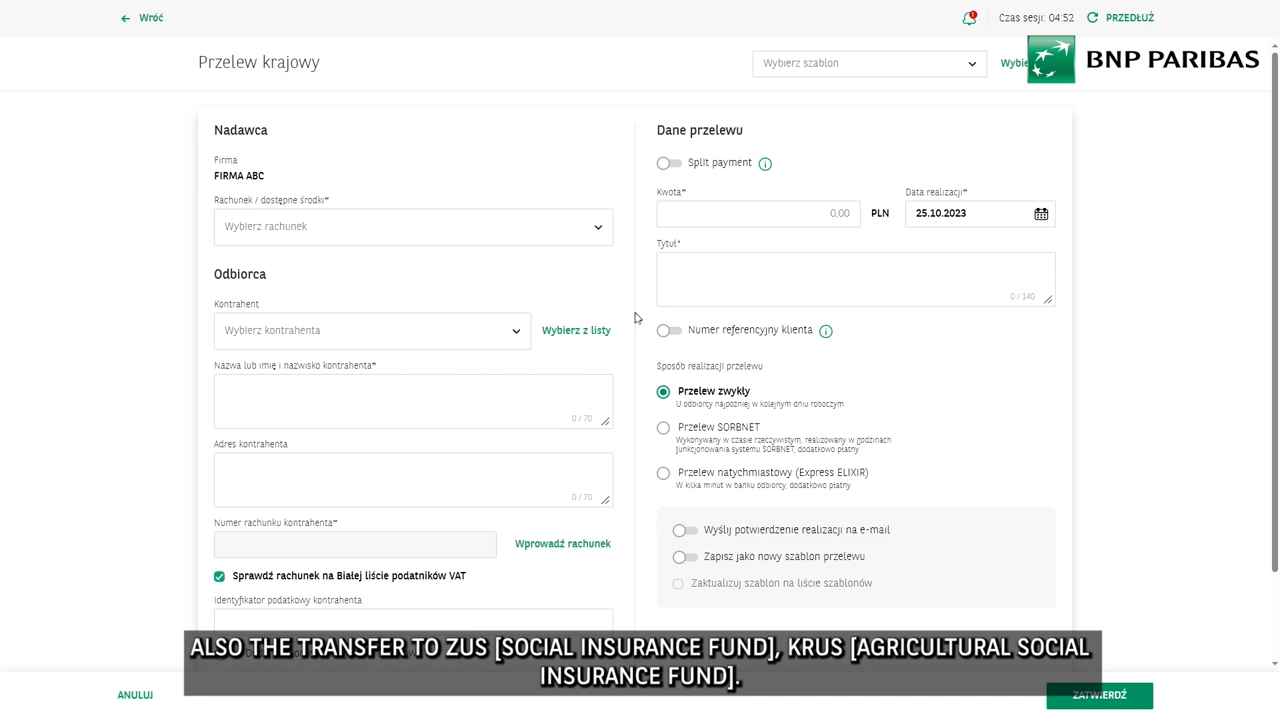 Wróć
Czas sesji: 04:52 PRZEDŁUŻ
Przelew krajowy
Wybierz szablon
BNP PARIBAS
Nadawca
Firma
FIRMA ABC
Rachunek / dostępne środki*
Wybierz rachunek
Odbiorca
Kontrahent
Wybierz kontrahenta
Wybierz z listy
Nazwa lub imię i nazwisko kontrahenta*
0 / 70
Adres kontrahenta
0 / 70
Numer rachunku kontrahenta*
Wprowadź rachunek
Sprawdź rachunek na Białej liście podatników VAT
Identyfikator podatkowy kontrahenta
Dane przelewu
Split payment
Kwota*
Data realizacji*
0,00 PLN 25.10.2023
Tytuł*
0 / 140
Numer referencyjny klienta
Sposób realizacji przelewu
Przelew zwykły
U odbiorcy najpóźniej w kolejnym dniu roboczym
Przelew SORBNET
Wykonywany w czasie rzeczywistym, realizowany w godzinach
funkcjonowania systemu SORBNET, dodatkowo płatny
Przelew natychmiastowy (Express ELIXIR)
W kilka minut w banku odbiorcy, dodatkowo płatny
Wyślij potwierdzenie realizacji na e-mail
Zapisz jako nowy szablon przelewu
Zaktualizuj szablon na liście szablonów
ALSO THE TRANSFER TO ZUS [SOCIAL INSURANCE FUND], KRUS [AGRICULTURAL SOCIAL
INSURANCE FUND].
ANULUJ
ZATWIERDŹ